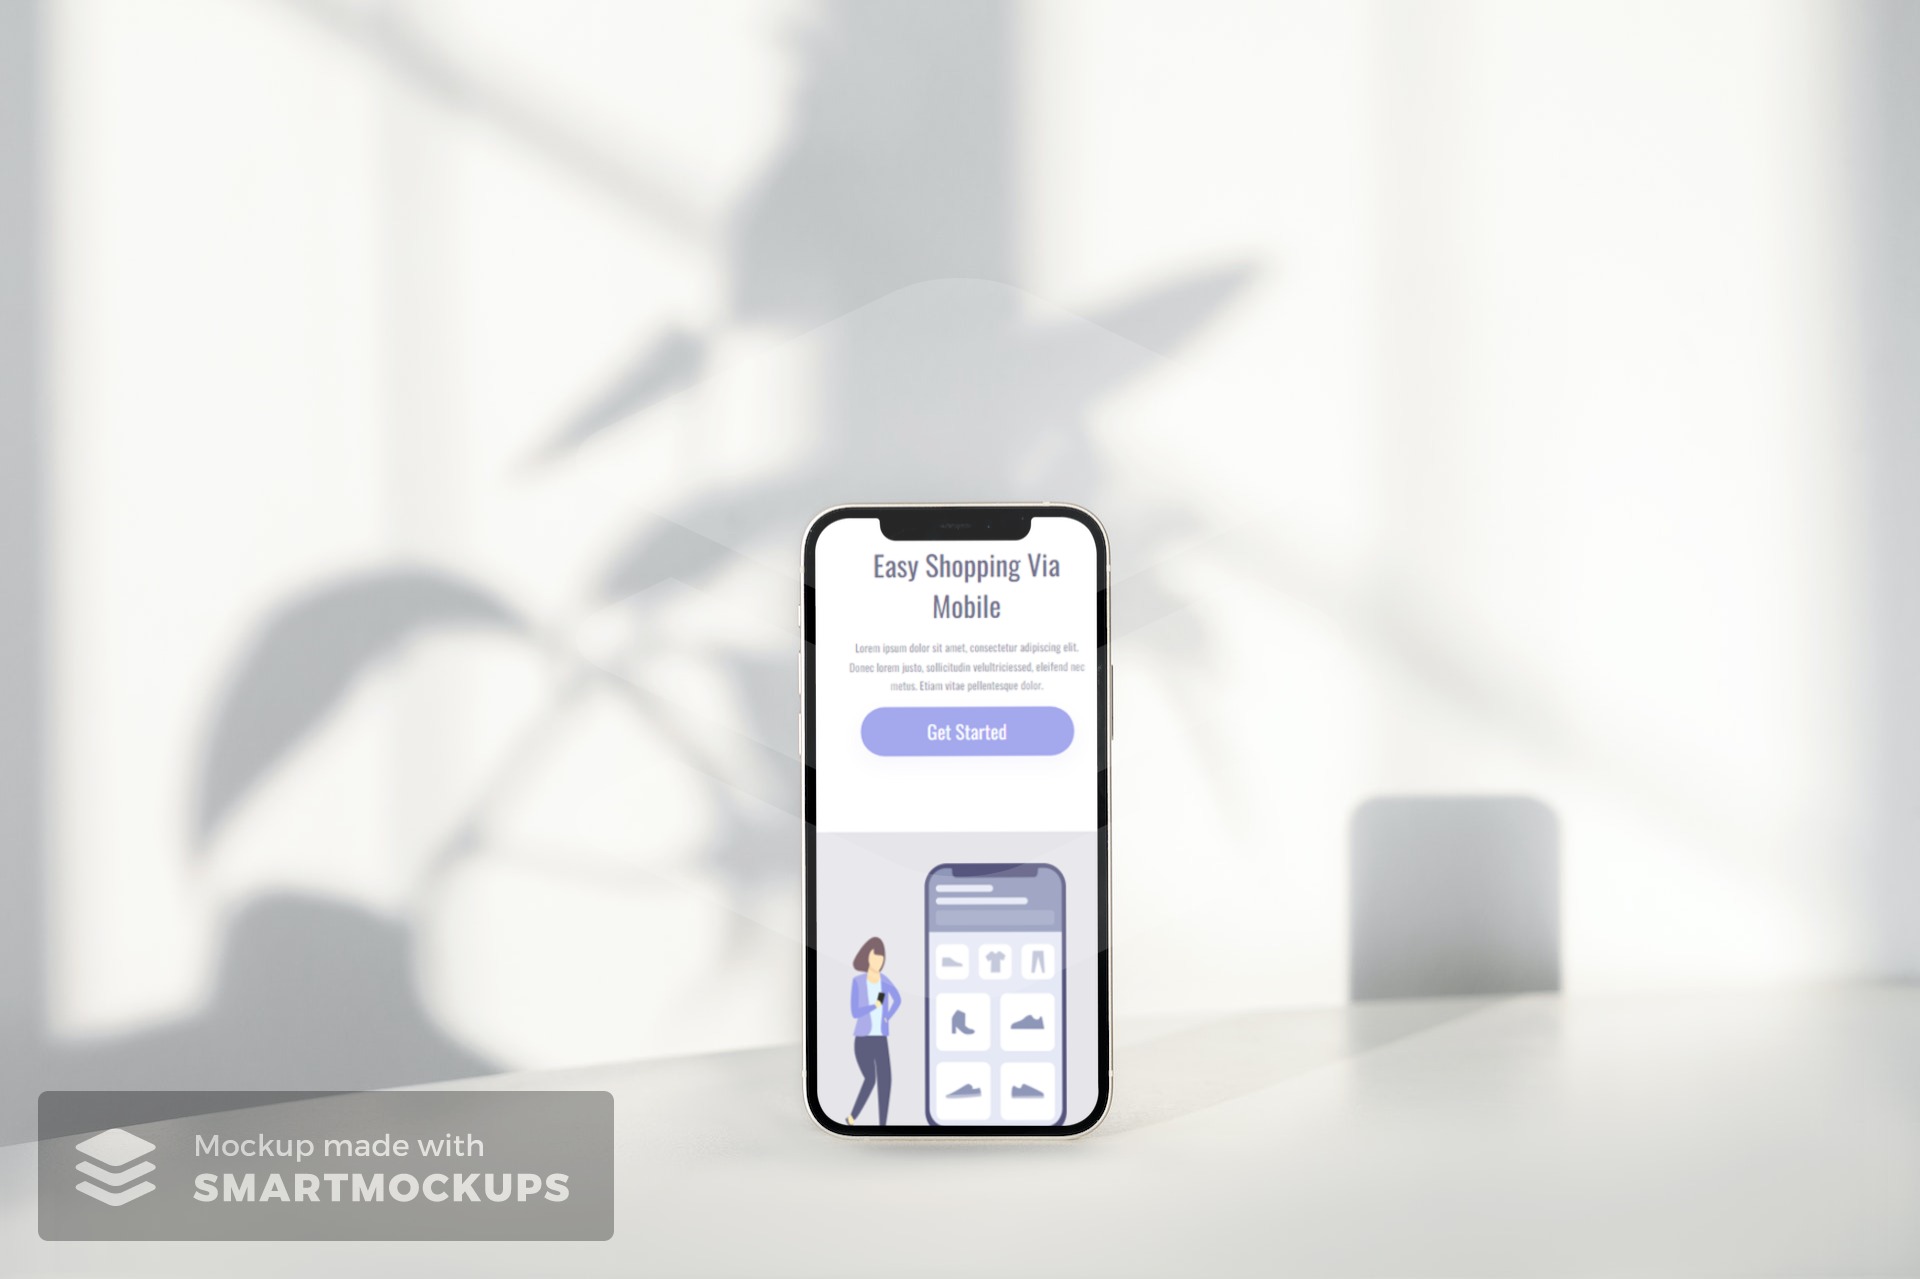 Easy Shopping Via
Mobile
Lorem ipsum dolor sit amet, consectetur adipiscing elit.
Donec lorem justo, sollicitudin velultriciessed, eleifend nec
metus. Etiam vitae pellentesque dolor.
Get Started
Mockup made with
SMARTMOCKUPS